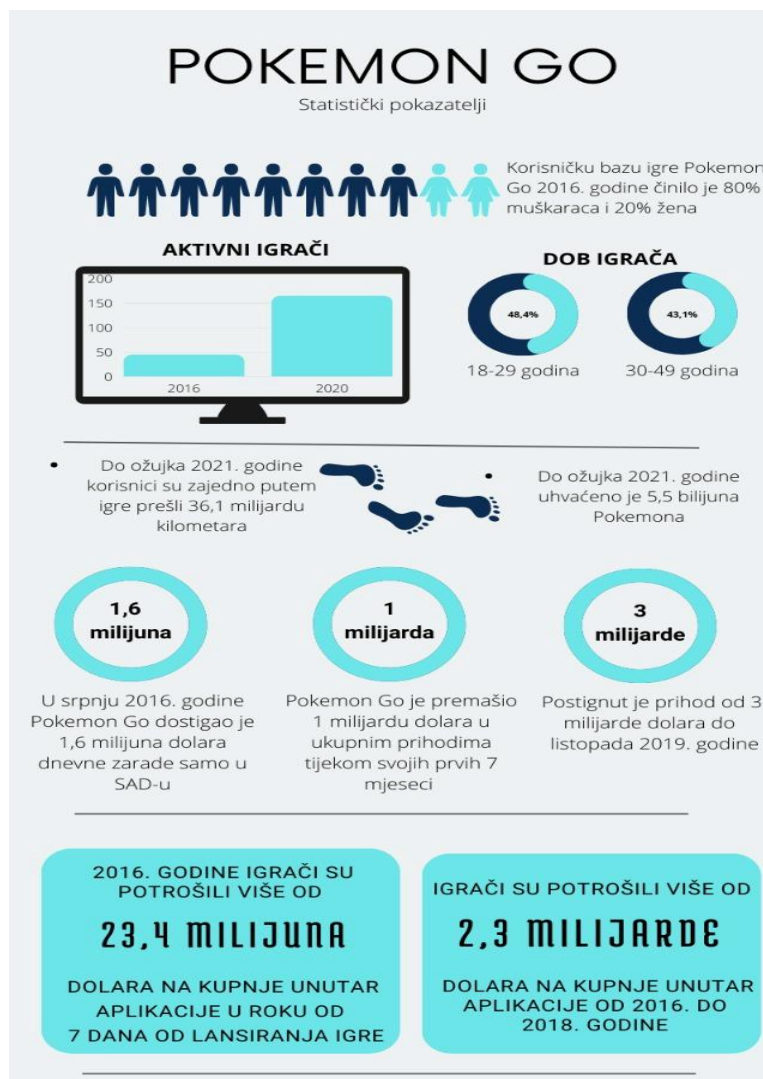 POKEMON GO
Statistički pokazatelji
Korisničku bazu igre Pokemon
Go 2016. godine činilo je 80%
muškaraca i 20% žena
AKTIVNI IGRAČI
200
150
100
50
0
2016
2020
DOB IGRAČA
48,4%
43,1%
18-29 godina
30-49 godina
Do ožujka 2021. godine
korisnici su zajedno putem
igre prešli 36,1 milijardu
kilometara
Do ožujka 2021. godine
uhvaćeno je 5,5 bilijuna
Pokemona
1,6
milijuna
U srpnju 2016. godine
Pokemon Go dostigao je
1,6 milijuna dolara
dnevne zarade samo u
SAD-u
1
milijarda
Pokemon Go je premašio
1 milijardu dolara u
ukupnim prihodima
tijekom svojih prvih 7
mjeseci
3
milijarde
Postignut je prihod od 3
milijarde dolara do
listopada 2019. godine
2016. GODINE IGRAČI SU
POTROŠILI VIŠE OD
23,4 MILIJUNA
DOLARA NA KUPNJE UNUTAR
APLIKACIJE U ROKU OD
7 DANA OD LANSIRANJA IGRE
IGRAČI SU POTROŠILI VIŠE OD
2,3 MILIJARDE
DOLARA NA KUPNJE UNUTAR
APLIKACIJE OD 2016. DO
2018. GODINE